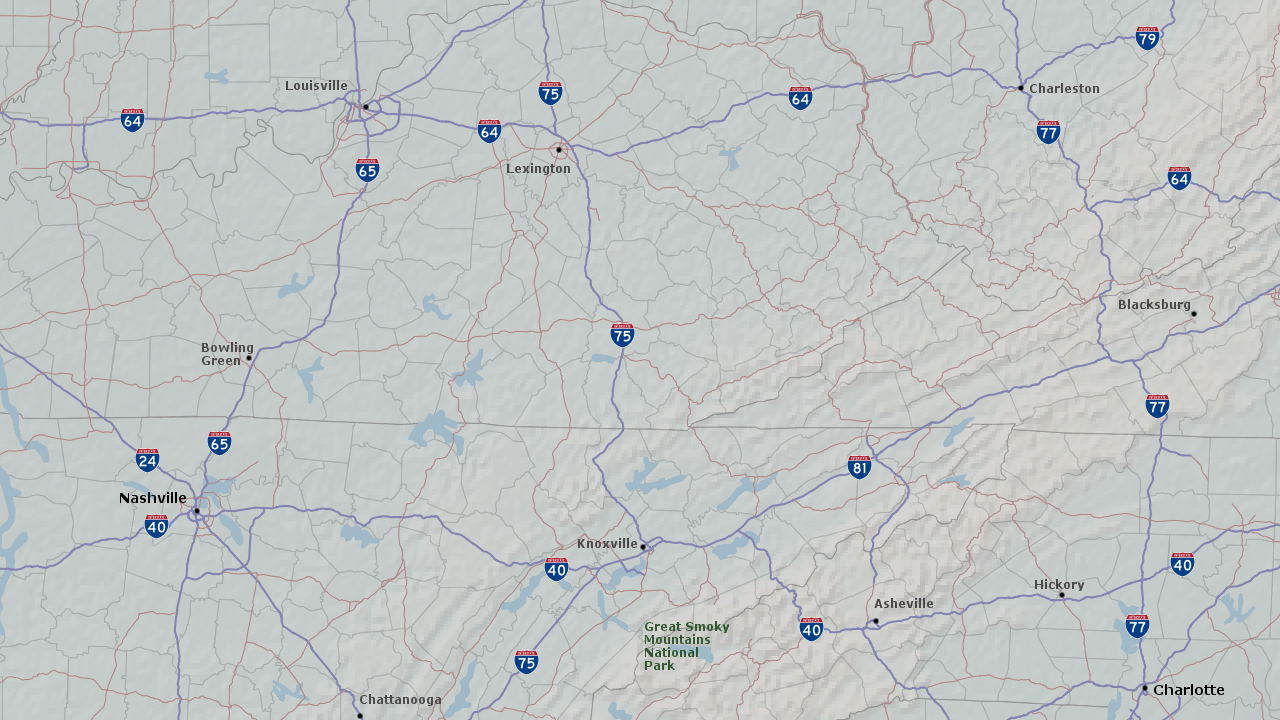 79
Louisville
Charleston
75
64
64
64
77
Lexington
65
64
Blacksburg
75
Bowling
Green
77
65
24
81
Nashville
40
Knoxville
40
40
Hickory
Asheville
Great Smoky
Mountains
National
Park
40
77
75
Chattanooga
Charlotte